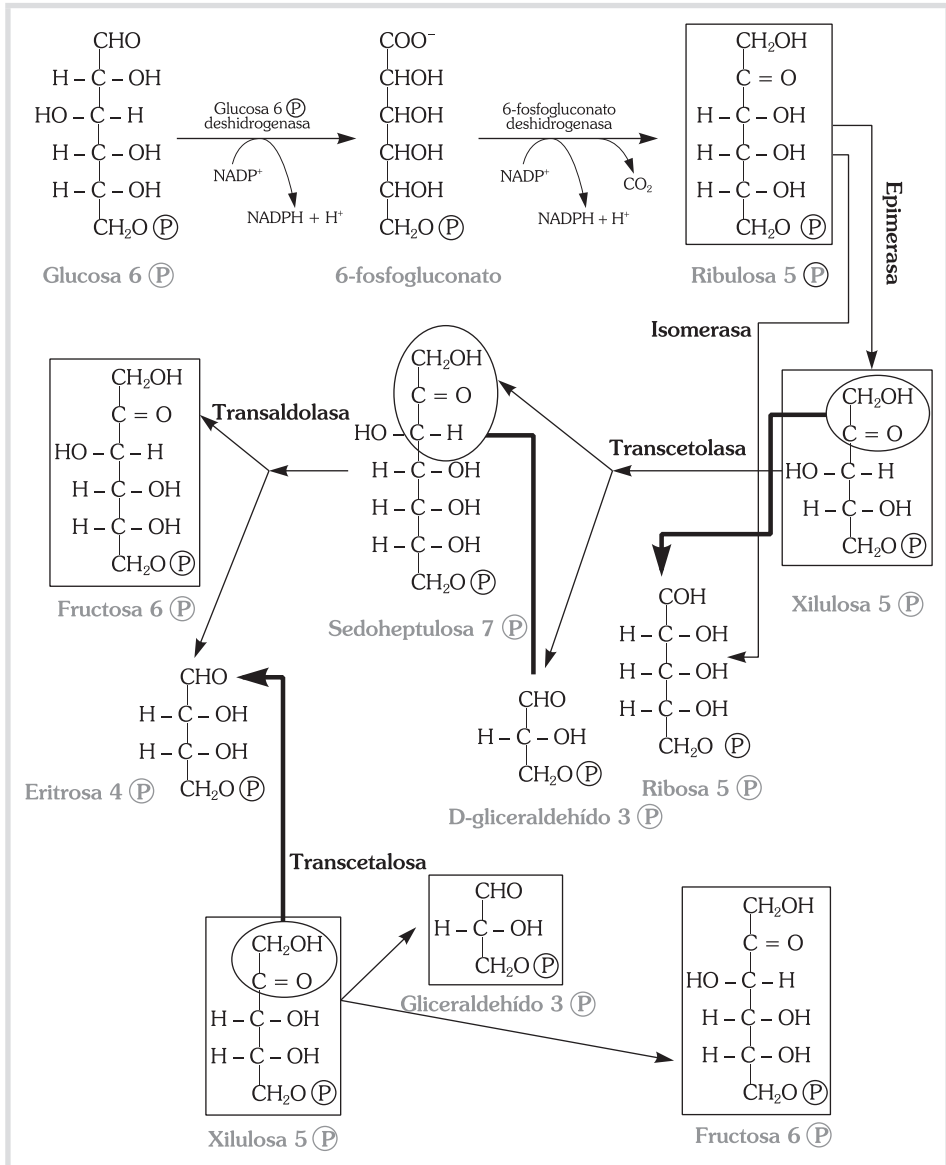 CHO
H – C – OH
HO – C – H
H – C – OH
H – C – OH
CH₂O Ⓟ
Glucosa 6 Ⓟ
Glucosa 6 Ⓟ
deshidrogenasa
NADP⁺
NADPH + H⁺
COO⁻
CHOH
CHOH
CHOH
CHOH
CH₂O Ⓟ
6-fosfogluconato
6-fosfogluconato
deshidrogenasa
NADP⁺
CO₂
NADPH + H⁺
CH₂OH
C = O
H – C – OH
H – C – OH
H – C – OH
CH₂O Ⓟ
Ribulosa 5 Ⓟ
Epimerasa
Isomerasa
CH₂OH
C = O
HO – C – H
H – C – OH
H – C – OH
CH₂O Ⓟ
Fructosa 6 Ⓟ
Transaldolasa
CH₂OH
C = O
HO – C – H
H – C – OH
H – C – OH
H – C – OH
CH₂O Ⓟ
Sedoheptulosa 7 Ⓟ
Transcetolasa
CH₂OH
C = O
HO – C – H
H – C – OH
CH₂O Ⓟ
Xilulosa 5 Ⓟ
CHO
H – C – OH
H – C – OH
CH₂O Ⓟ
Eritrosa 4 Ⓟ
CHO
H – C – OH
CH₂O Ⓟ
D-gliceraldehído 3 Ⓟ
COH
H – C – OH
H – C – OH
H – C – OH
CH₂O Ⓟ
Ribosa 5 Ⓟ
Transcetalosa
CH₂OH
C = O
H – C – OH
H – C – OH
CH₂O Ⓟ
Xilulosa 5 Ⓟ
CHO
H – C – OH
CH₂O Ⓟ
Gliceraldehído 3 Ⓟ
CH₂OH
C = O
HO – C – H
H – C – OH
H – C – OH
CH₂O Ⓟ
Fructosa 6 Ⓟ